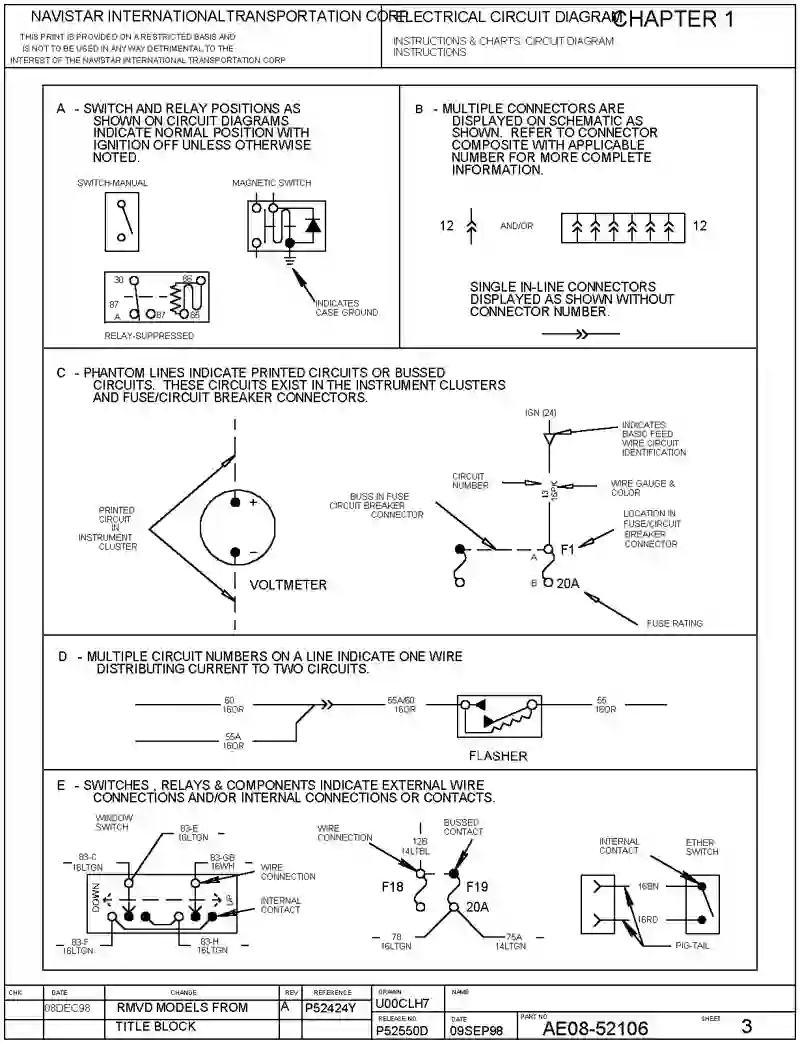 NAVISTAR INTERNATIONAL TRANSPORTATION CORP
THIS PRINT IS PROVIDED ON A RESTRICTED BASIS AND
IS NOT TO BE USED IN ANY WAY DETRIMENTAL TO THE
INTEREST OF THE NAVISTAR INTERNATIONAL TRANSPORTATION CORP
ELECTRICAL CIRCUIT DIAGRAM
CHAPTER 1
INSTRUCTIONS & CHARTS: CIRCUIT DIAGRAM
INSTRUCTIONS
A - SWITCH AND RELAY POSITIONS AS
SHOWN ON CIRCUIT DIAGRAMS
INDICATE NORMAL POSITION WITH
IGNITION OFF UNLESS OTHERWISE
NOTED.
SWITCH-MANUAL
MAGNETIC SWITCH
30
86
87
A
87
85
RELAY-SUPPRESSED
INDICATES
CASE GROUND
B - MULTIPLE CONNECTORS ARE
DISPLAYED ON SCHEMATIC AS
SHOWN. REFER TO CONNECTOR
COMPOSITE WITH APPLICABLE
NUMBER FOR MORE COMPLETE
INFORMATION.
12
AND/OR
12
SINGLE IN-LINE CONNECTORS
DISPLAYED AS SHOWN WITHOUT
CONNECTOR NUMBER.
C - PHANTOM LINES INDICATE PRINTED CIRCUITS OR BUSSED
CIRCUITS. THESE CIRCUITS EXIST IN THE INSTRUMENT CLUSTERS
AND FUSE/CIRCUIT BREAKER CONNECTORS.
PRINTED
CIRCUIT
IN
INSTRUMENT
CLUSTER
+
–
VOLTMETER
IGN (24)
INDICATES
BASIC FEED
WIRE CIRCUIT
IDENTIFICATION
CIRCUIT
NUMBER
13
16PK
WIRE GAUGE &
COLOR
BUSS IN FUSE
CIRCUIT BREAKER
CONNECTOR
LOCATION IN
FUSE/CIRCUIT
BREAKER
CONNECTOR
A
F1
B
20A
FUSE RATING
D - MULTIPLE CIRCUIT NUMBERS ON A LINE INDICATE ONE WIRE
DISTRIBUTING CURRENT TO TWO CIRCUITS.
60
16OR
55A
16OR
55A/60
16OR
55
16OR
FLASHER
E - SWITCHES , RELAYS & COMPONENTS INDICATE EXTERNAL WIRE
CONNECTIONS AND/OR INTERNAL CONNECTIONS OR CONTACTS.
WINDOW
SWITCH
83-E
16LTGN
83-C
16LTGN
83-GB
16WH
WIRE
CONNECTION
DOWN
UP
INTERNAL
CONTACT
83-F
16LTGN
83-H
16LTGN
WIRE
CONNECTION
BUSSED
CONTACT
12B
14LTBL
F18
F19
20A
78
16LTGN
75A
14LTGN
INTERNAL
CONTACT
ETHER
SWITCH
16BN
16RD
PIG-TAIL
CHK
DATE
CHANGE
REV
REFERENCE
08DEC98
RMVD MODELS FROM
A
P52424Y
TITLE BLOCK
DRAWN
U00CLH7
NAME
RELEASE NO.
P52550D
DATE
09SEP98
PART NO.
AE08-52106
SHEET
3